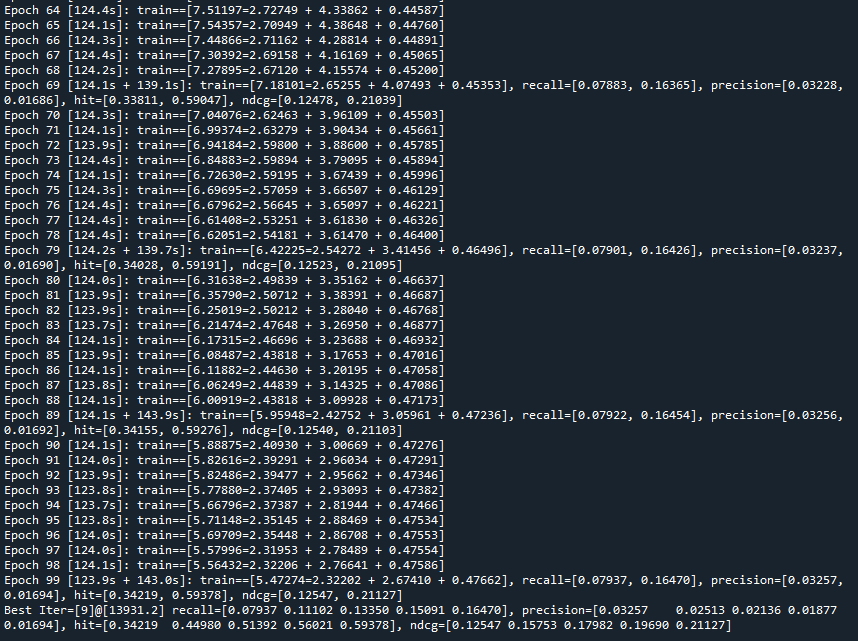 Epoch 64 [124.4s]: train==[7.51197=2.72749 + 4.33862 + 0.44587]
Epoch 65 [124.1s]: train==[7.54357=2.70949 + 4.38648 + 0.44760]
Epoch 66 [124.3s]: train==[7.44866=2.71162 + 4.28814 + 0.44891]
Epoch 67 [124.4s]: train==[7.30392=2.69158 + 4.16169 + 0.45065]
Epoch 68 [124.2s]: train==[7.27895=2.67120 + 4.15574 + 0.45200]
Epoch 69 [124.1s + 139.1s]: train==[7.18101=2.65255 + 4.07493 + 0.45353], recall=[0.07883, 0.16365], precision=[0.03228,
0.01686], hit=[0.33811, 0.59047], ndcg=[0.12478, 0.21039]
Epoch 70 [124.3s]: train==[7.04076=2.62463 + 3.96109 + 0.45503]
Epoch 71 [124.1s]: train==[6.99374=2.63279 + 3.90434 + 0.45661]
Epoch 72 [123.9s]: train==[6.94184=2.59800 + 3.88600 + 0.45785]
Epoch 73 [124.4s]: train==[6.84883=2.59894 + 3.79095 + 0.45894]
Epoch 74 [124.1s]: train==[6.72630=2.59195 + 3.67439 + 0.45996]
Epoch 75 [124.3s]: train==[6.69695=2.57059 + 3.66507 + 0.46129]
Epoch 76 [124.4s]: train==[6.67962=2.56645 + 3.65097 + 0.46221]
Epoch 77 [124.4s]: train==[6.61408=2.53251 + 3.61830 + 0.46326]
Epoch 78 [124.4s]: train==[6.62051=2.54181 + 3.61470 + 0.46400]
Epoch 79 [124.2s + 139.7s]: train==[6.42225=2.54272 + 3.41456 + 0.46496], recall=[0.07901, 0.16426], precision=[0.03237,
0.01690], hit=[0.34028, 0.59191], ndcg=[0.12523, 0.21095]
Epoch 80 [124.0s]: train==[6.31638=2.49839 + 3.35162 + 0.46637]
Epoch 81 [123.9s]: train==[6.35790=2.50712 + 3.38391 + 0.46687]
Epoch 82 [123.9s]: train==[6.25019=2.50212 + 3.28040 + 0.46768]
Epoch 83 [123.7s]: train==[6.21474=2.47648 + 3.26950 + 0.46877]
Epoch 84 [124.1s]: train==[6.17315=2.46696 + 3.23688 + 0.46932]
Epoch 85 [123.9s]: train==[6.08487=2.43818 + 3.17653 + 0.47016]
Epoch 86 [124.1s]: train==[6.11882=2.44630 + 3.20195 + 0.47058]
Epoch 87 [123.8s]: train==[6.06249=2.44839 + 3.14325 + 0.47086]
Epoch 88 [124.1s]: train==[6.00919=2.43818 + 3.09928 + 0.47173]
Epoch 89 [124.1s + 143.9s]: train==[5.95948=2.42752 + 3.05961 + 0.47236], recall=[0.07922, 0.16454], precision=[0.03256,
0.01692], hit=[0.34155, 0.59276], ndcg=[0.12540, 0.21103]
Epoch 90 [124.1s]: train==[5.88875=2.40930 + 3.00669 + 0.47276]
Epoch 91 [124.0s]: train==[5.82616=2.39291 + 2.96034 + 0.47291]
Epoch 92 [123.9s]: train==[5.82486=2.39477 + 2.95662 + 0.47346]
Epoch 93 [123.8s]: train==[5.77880=2.37405 + 2.93093 + 0.47382]
Epoch 94 [123.7s]: train==[5.66796=2.37387 + 2.81944 + 0.47466]
Epoch 95 [123.8s]: train==[5.71148=2.35145 + 2.88469 + 0.47534]
Epoch 96 [124.0s]: train==[5.69709=2.35448 + 2.86708 + 0.47553]
Epoch 97 [124.0s]: train==[5.57996=2.31953 + 2.78489 + 0.47554]
Epoch 98 [124.1s]: train==[5.56432=2.32206 + 2.76641 + 0.47586]
Epoch 99 [123.9s + 143.0s]: train==[5.47274=2.32202 + 2.67410 + 0.47662], recall=[0.07937, 0.16470], precision=[0.03257,
0.01694], hit=[0.34219, 0.59378], ndcg=[0.12547, 0.21127]
Best Iter=[9]@[13931.2] recall=[0.07937 0.11102 0.13350 0.15091 0.16470], precision=[0.03257    0.02513 0.02136 0.01877
0.01694], hit=[0.34219  0.44980 0.51392 0.56021 0.59378], ndcg=[0.12547 0.15753 0.17982 0.19690 0.21127]